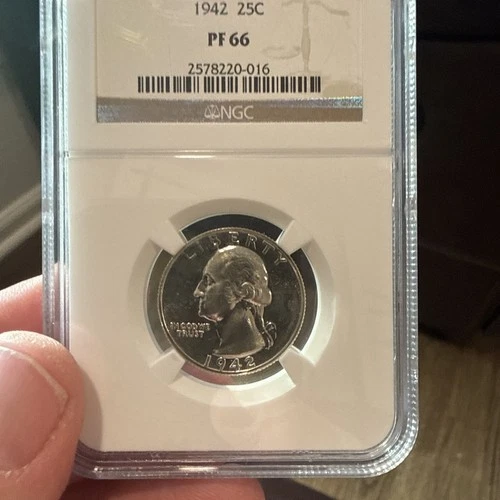 1942 25C
PF 66
2578220-016
NGC
LIBERTY
IN GOD WE
TRUST
1942